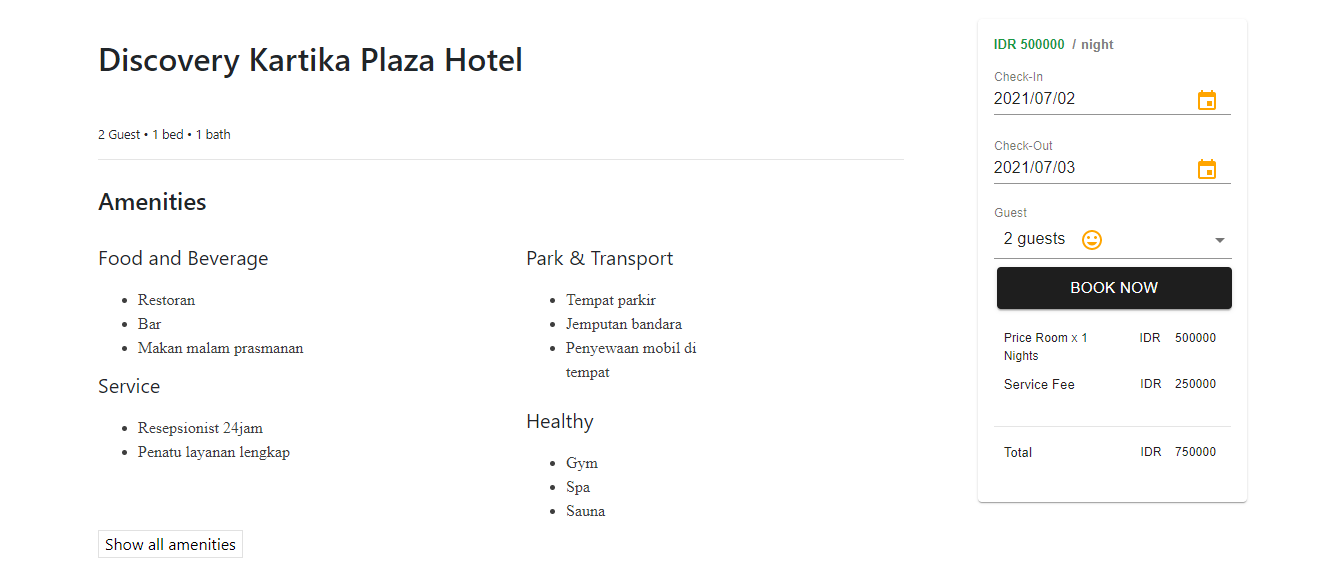 Discovery Kartika Plaza Hotel
2 Guest • 1 bed • 1 bath
Amenities
Food and Beverage
• Restoran
• Bar
• Makan malam prasmanan
Service
• Resepsionist 24jam
• Penatu layanan lengkap
Park & Transport
• Tempat parkir
• Jemputan bandara
• Penyewaan mobil di
tempat
Healthy
• Gym
• Spa
• Sauna
Show all amenities
IDR 500000 / night
Check-In
2021/07/02
Check-Out
2021/07/03
Guest
2 guests
BOOK NOW
Price Room x 1 IDR 500000
Nights
Service Fee IDR 250000
Total IDR 750000